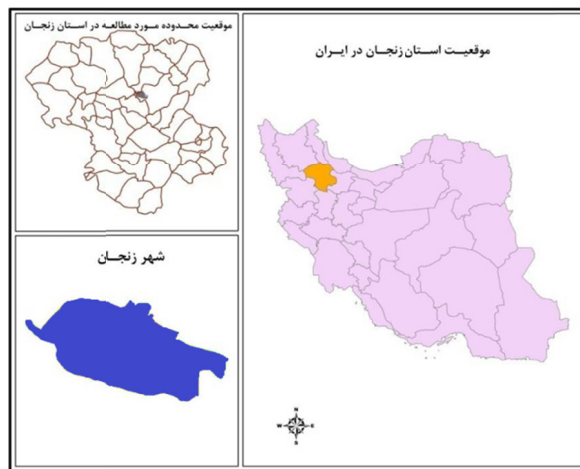 موقعیت استان زنجان در ایران
موقعیت محدوده مورد مطالعه در استان زنجان
شهر زنجان
N
W E
S